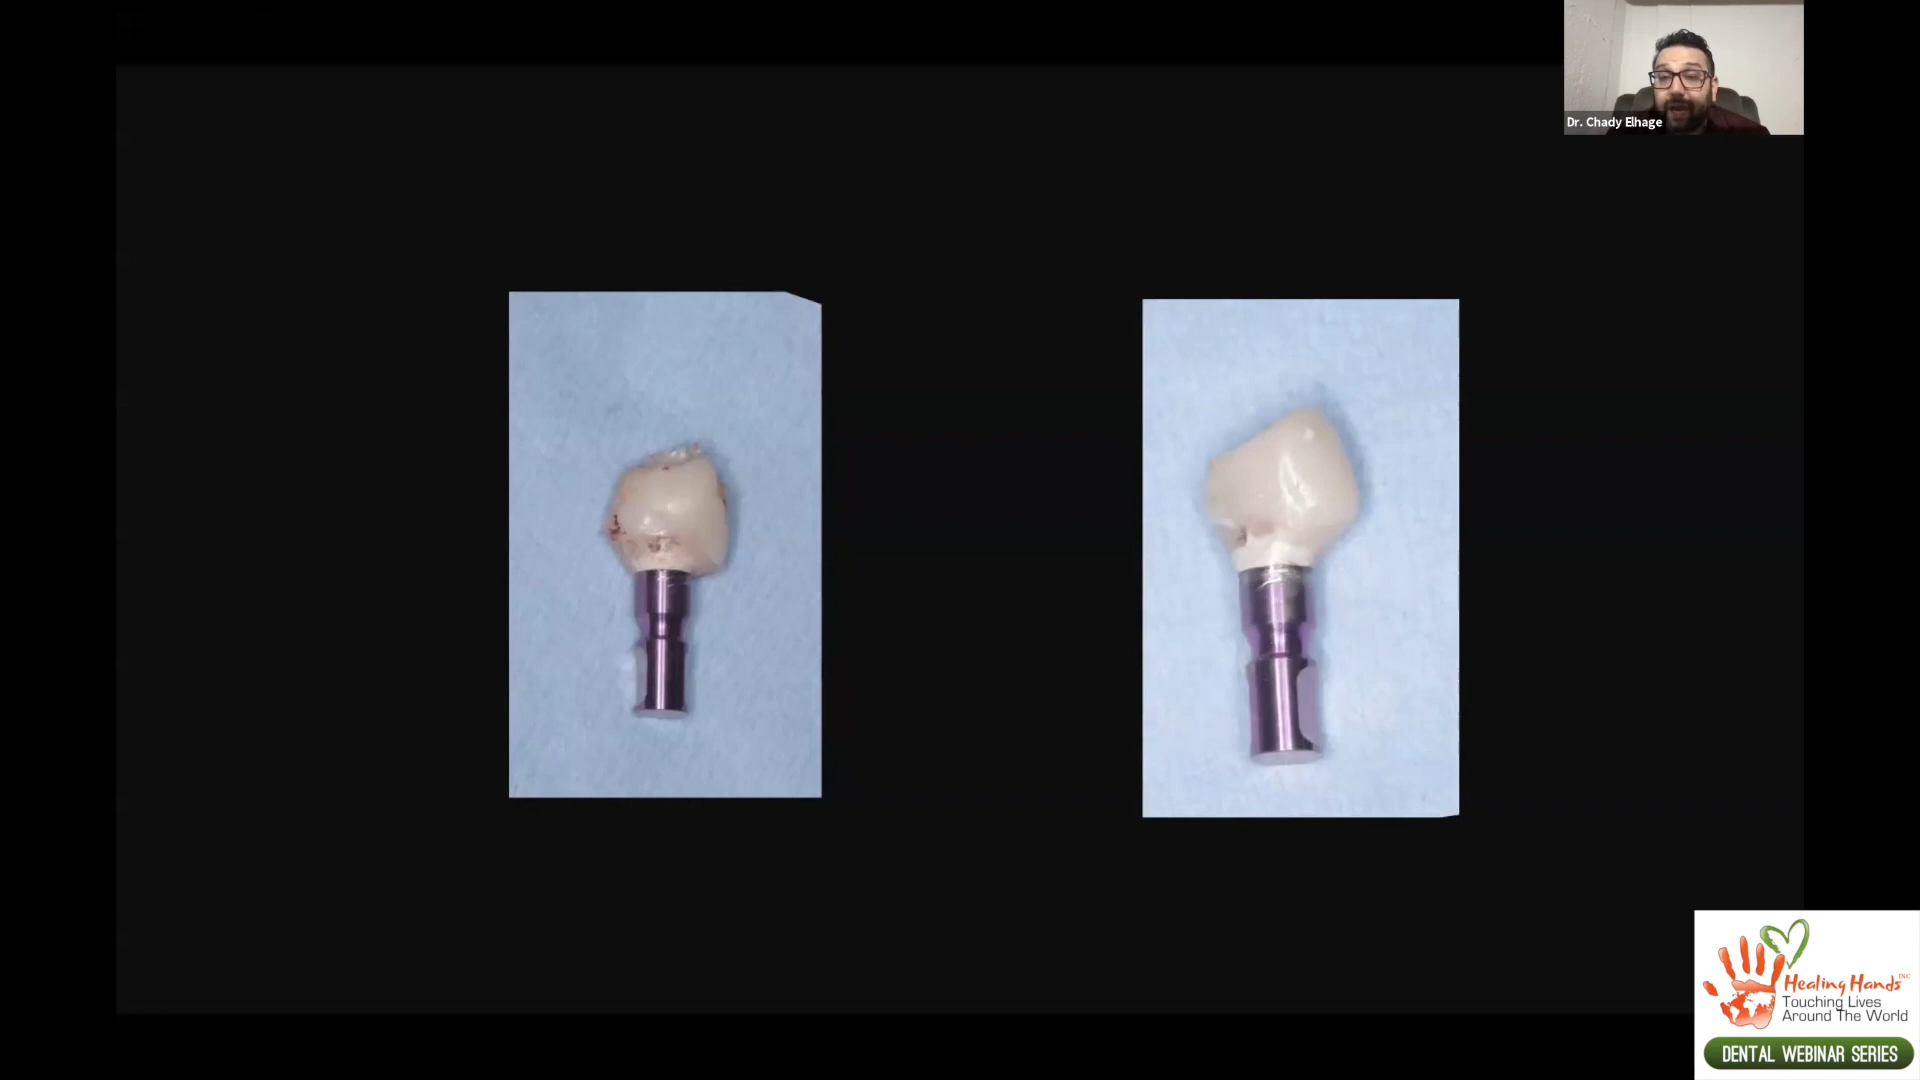 Dr. Chady Elhage
Healing Hands INC
Touching Lives
Around The World
DENTAL WEBINAR SERIES